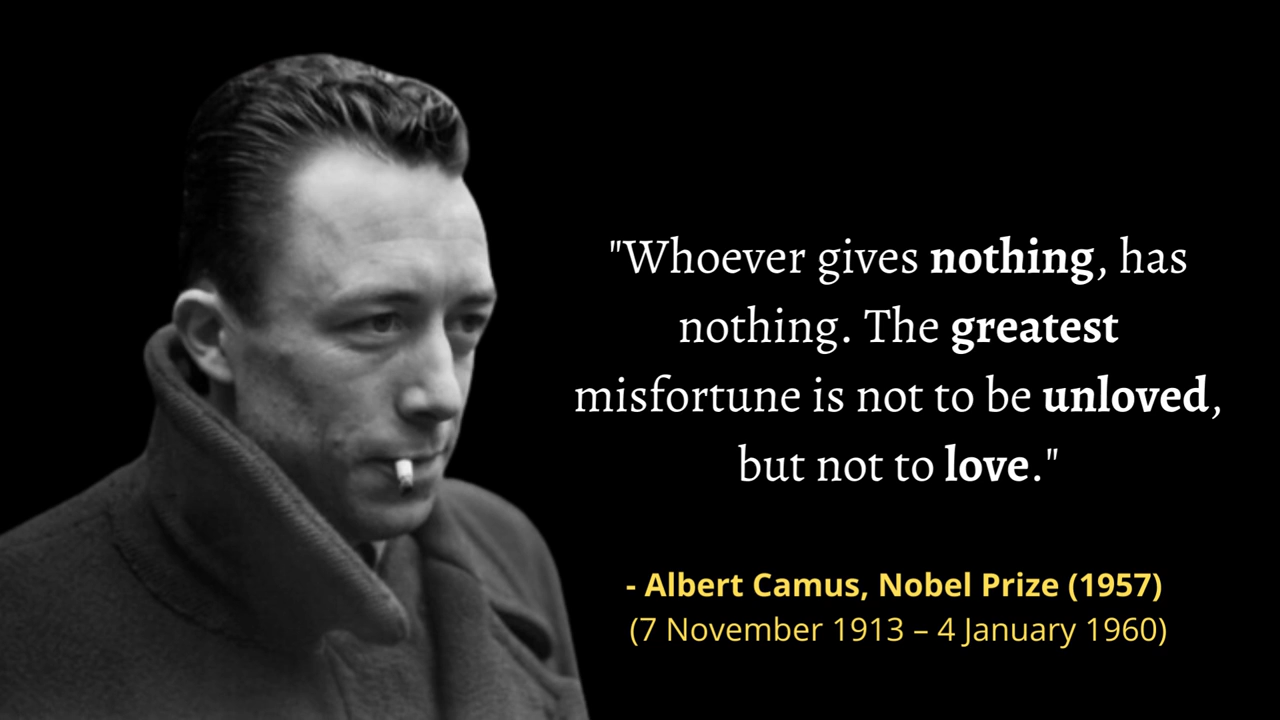 "Whoever gives nothing, has
nothing. The greatest
misfortune is not to be unloved,
but not to love."
- Albert Camus, Nobel Prize (1957)
(7 November 1913 – 4 January 1960)